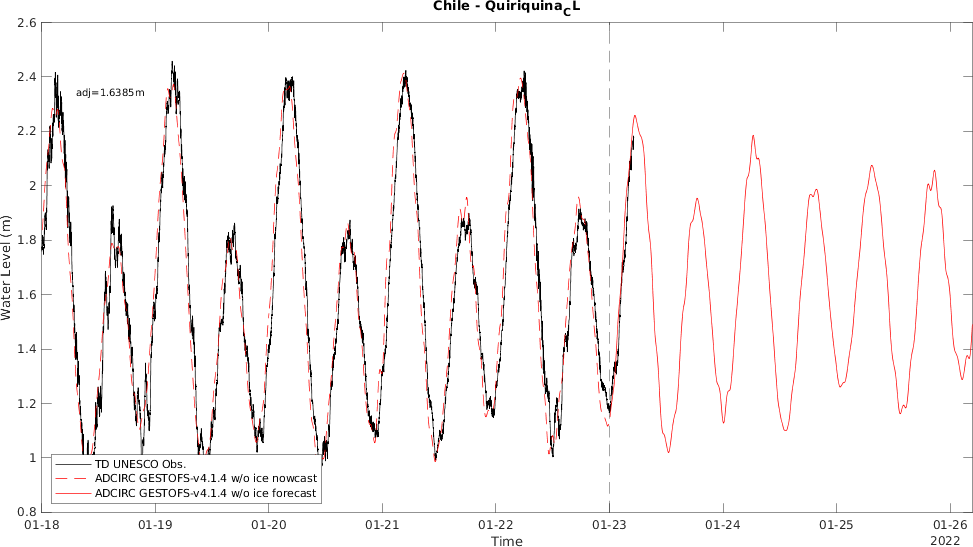 Chile - Quiriquina_CL
2.6
2.4
adj=1.6385m
2.2
2
1.8
Water Level (m)
1.6
1.4
1.2
1
TD UNESCO Obs.
ADCIRC GESTOFS-v4.1.4 w/o ice nowcast
ADCIRC GESTOFS-v4.1.4 w/o ice forecast
0.8
01-18 01-19 01-20 01-21 01-22 01-23 01-24 01-25 01-26
Time 2022